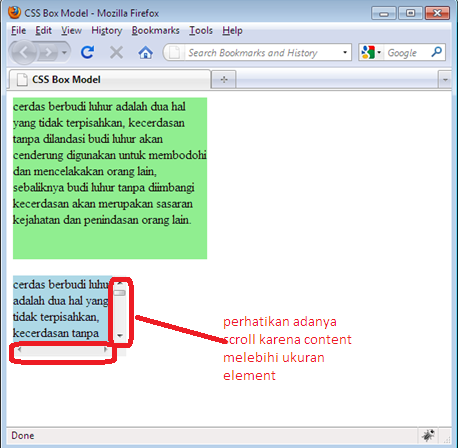 CSS Box Model - Mozilla Firefox
File Edit View History Bookmarks Tools Help
Search Bookmarks and History
Google
CSS Box Model
cerdas berbudi luhur adalah dua hal
yang tidak terpisahkan, kecerdasan
tanpa dilandasi budi luhur akan
cenderung digunakan untuk membodohi
dan mencelakakan orang lain,
sebaliknya budi luhur tanpa diimbangi
kecerdasan akan merupakan sasaran
kejahatan dan penindasan orang lain.
cerdas berbudi luhur
adalah dua hal yang
tidak terpisahkan,
kecerdasan tanpa
perhatikan adanya
scroll karena content
melebihi ukuran
element
Done